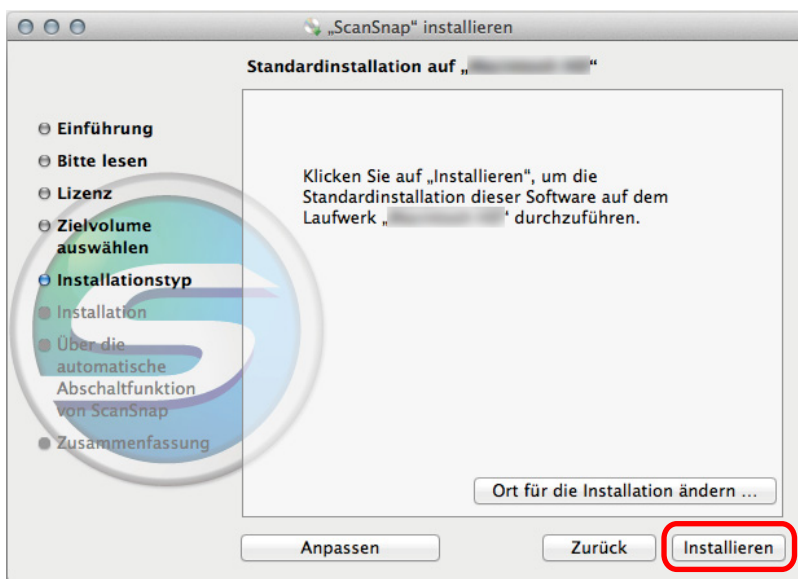 „ScanSnap“ installieren
Standardinstallation auf „ “
Einführung
Bitte lesen
Lizenz
Zielvolume
auswählen
Installationstyp
Installation
Über die
automatische
Abschaltfunktion
von ScanSnap
Zusammenfassung
Klicken Sie auf „Installieren“, um die
Standardinstallation dieser Software auf dem
Laufwerk „ “ durchzuführen.
Ort für die Installation ändern ...
Anpassen
Zurück
Installieren